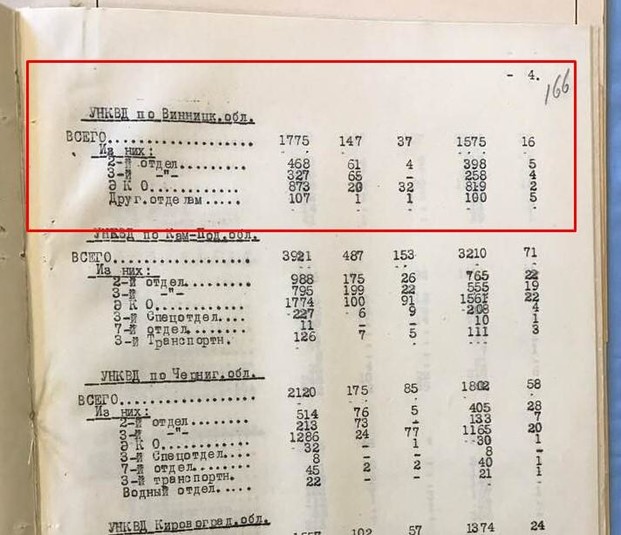 - 4.
166
УНКВД по Винницк.обл.
ВСЕГО.................... 1775 147 37 1575 16
Из них:
2-й отдел......... 468 61 4 398 5
3-й -"-........... 327 65 - 258 4
Э К О............. 873 20 32 819 2
Друг.отделам..... 107 1 1 100 5
УНКВД по Кам-Под.обл.
ВСЕГО.................... 3921 487 153 3210 71
Из них:
2-й отдел......... 988 175 26 765 22
3-й -"-........... 795 199 22 555 19
Э К О............. 1774 100 91 1561 22
3-й Спецотдел.... 227 6 9 208 4
7-й отдел......... 11 - - 10 1
3-й Транспортн. 126 7 5 111 3
УНКВД по Черниг.обл.
ВСЕГО.................... 2120 175 85 1802 58
Из них:
2-й отдел......... 514 76 5 405 28
3-й -"-........... 213 73 - 133 7
Э К О............. 1286 24 77 1165 20
3-й Спецотдел.... 32 - 1 30 1
7-й отдел......... 8 - - 8 -
3-й транспортн. 45 2 2 40 1
Водный отдел..... 22 - - 21 1
УНКВД Кировоград.обл.
102 57 1374 24